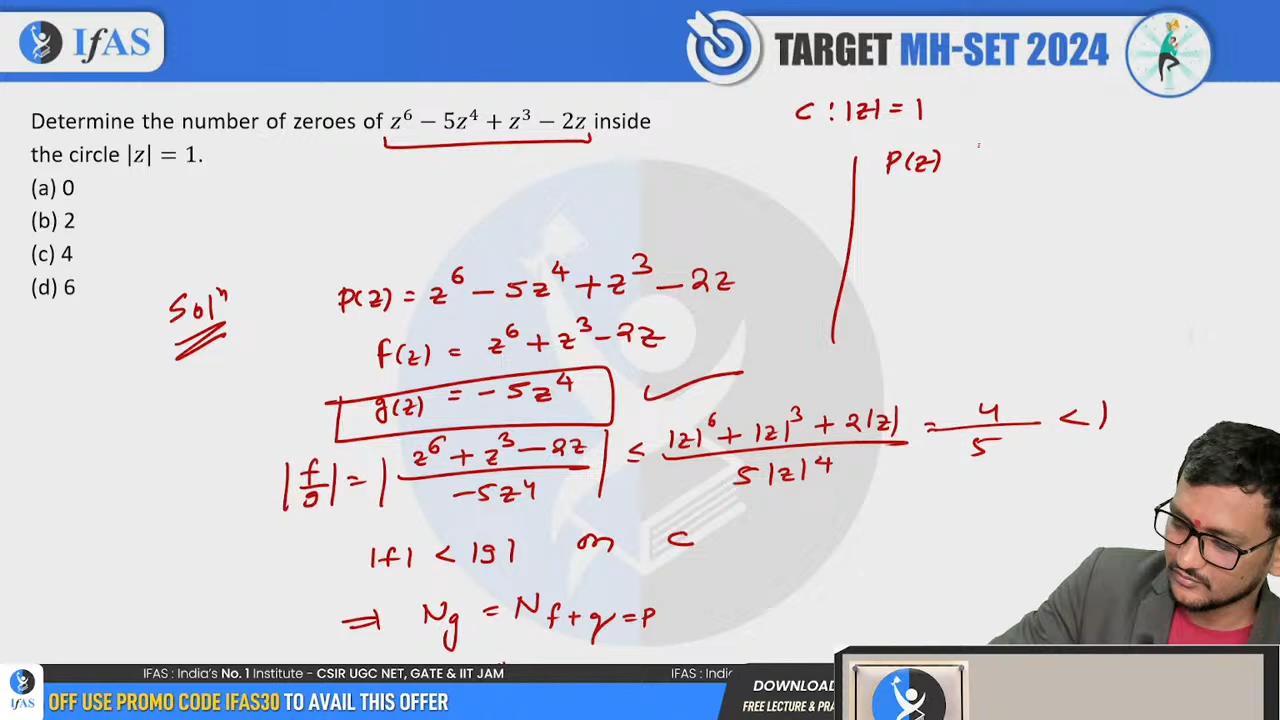 IfAS
TARGET MH-SET 2024
Determine the number of zeroes of z⁶ − 5z⁴ + z³ − 2z inside
the circle |z| = 1.
(a) 0
(b) 2
(c) 4
(d) 6
C : |z| = 1
P(z)
Solⁿ
P(z) = z⁶ − 5z⁴ + z³ − 2z
f(z) = z⁶ + z³ − 2z
g(z) = − 5z⁴
|f/g| = |(z⁶ + z³ − 2z)/(−5z⁴)| ≤ (|z|⁶ + |z|³ + 2|z|)/(5|z|⁴) = 4/5 < 1
|f| < |g| on C
⇒ N_g = N_f+g=P
IFAS : India's No. 1 Institute - CSIR UGC NET, GATE & IIT JAM
IFAS
OFF USE PROMO CODE IFAS30 TO AVAIL THIS OFFER
FREE LECTURE &